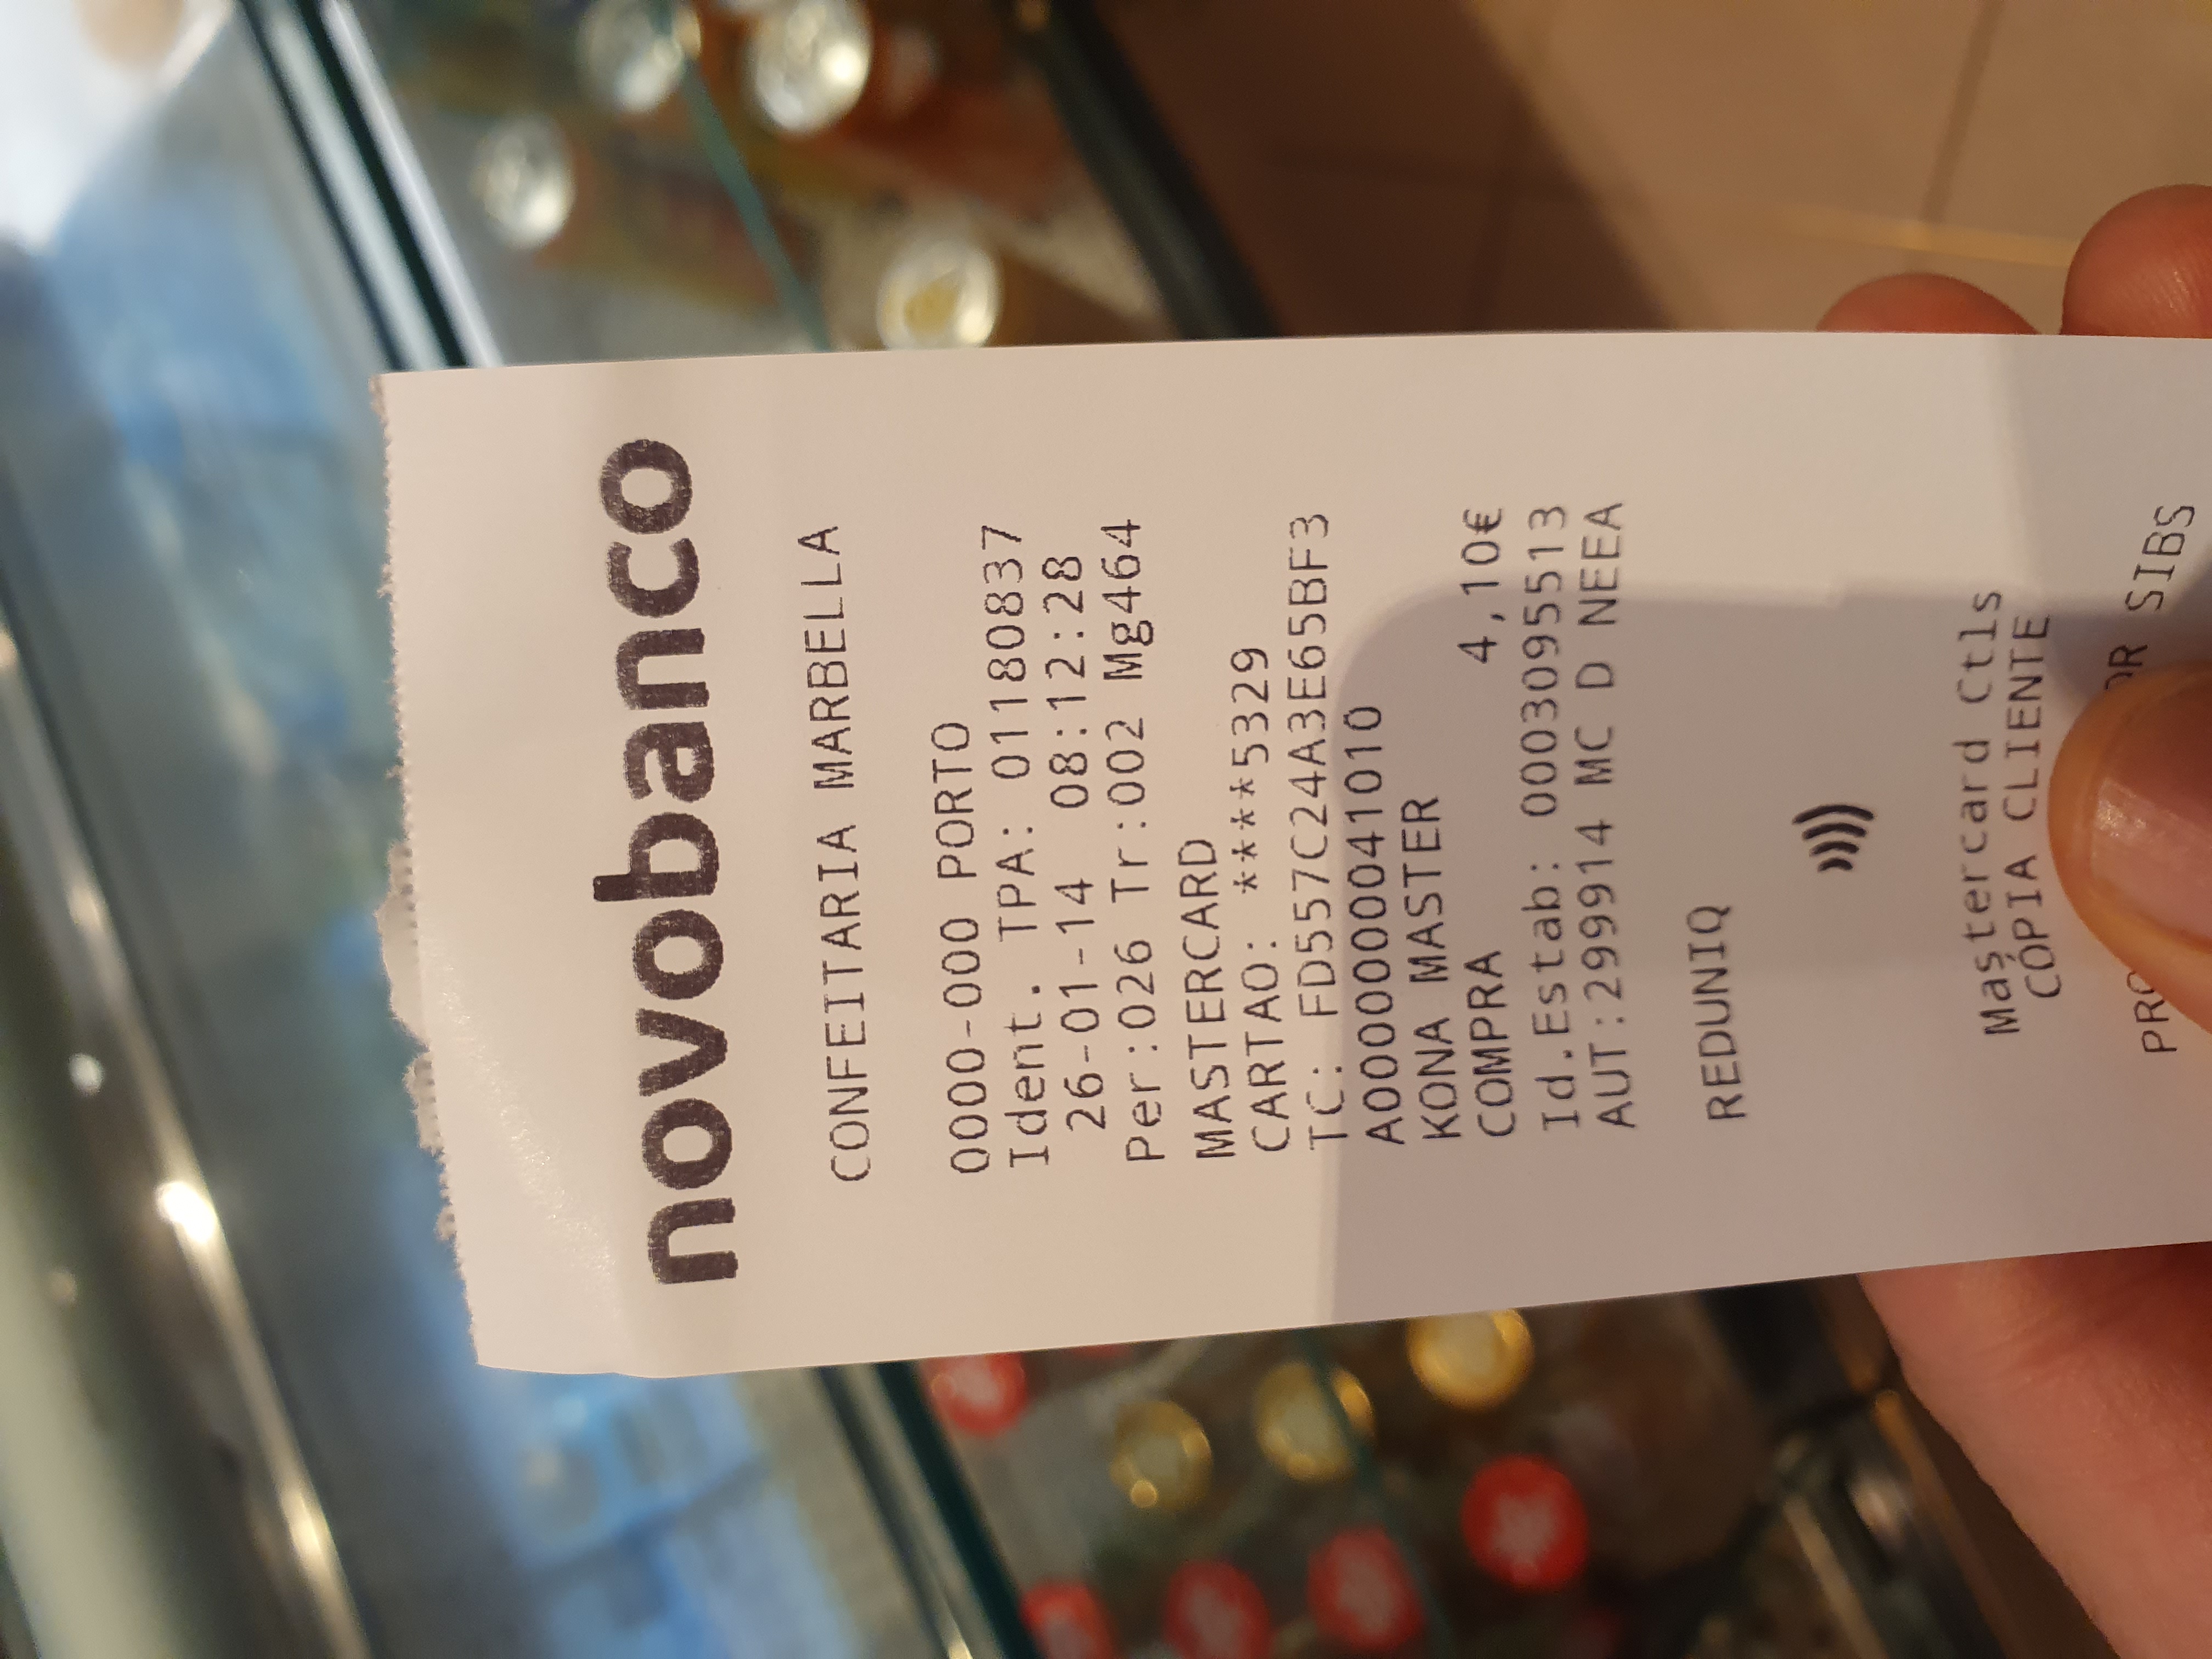 novobanco
CONFEITARIA MARBELLA
0000-000 PORTO
Ident. TPA: 01180837
26-01-14 08:12:28
Per:026 Tr:002 Mg464
MASTERCARD
CARTAO: ****5329
TC: FD557C24A3E65BF3
A0000000041010
KONA MASTER
COMPRA 4,10€
Id.Estab: 0003095513
AUT:299914 MC D NEEA
REDUNIQ
Mastercard Ctls
COPIA CLIENTE
SIBS